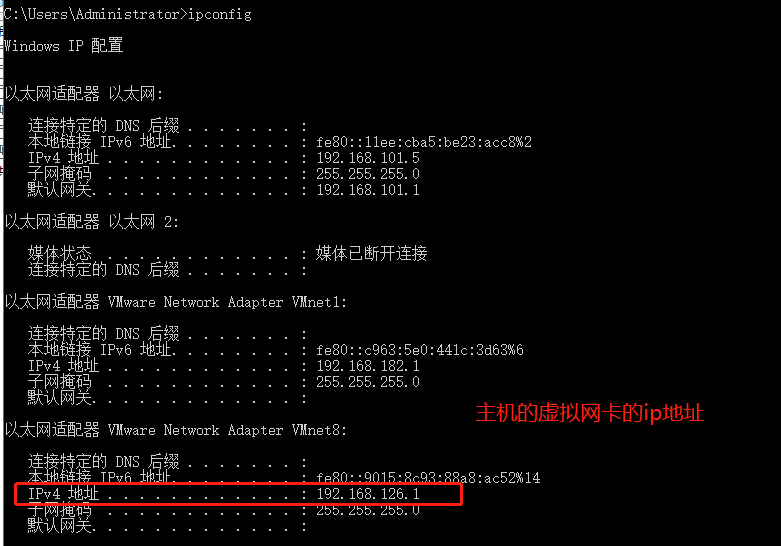 C:\Users\Administrator>ipconfig
Windows IP 配置
以太网适配器 以太网:
连接特定的 DNS 后缀 . . . . . . . :
本地链接 IPv6 地址. . . . . . . . : fe80::11ee:cba5:be23:acc8%2
IPv4 地址 . . . . . . . . . . . . : 192.168.101.5
子网掩码  . . . . . . . . . . . . : 255.255.255.0
默认网关. . . . . . . . . . . . . : 192.168.101.1
以太网适配器 以太网 2:
媒体状态  . . . . . . . . . . . . : 媒体已断开连接
连接特定的 DNS 后缀 . . . . . . . :
以太网适配器 VMware Network Adapter VMnet1:
连接特定的 DNS 后缀 . . . . . . . :
本地链接 IPv6 地址. . . . . . . . : fe80::c963:5e0:441c:3d63%6
IPv4 地址 . . . . . . . . . . . . : 192.168.182.1
子网掩码  . . . . . . . . . . . . : 255.255.255.0
默认网关. . . . . . . . . . . . . :
主机的虚拟网卡的ip地址
以太网适配器 VMware Network Adapter VMnet8:
连接特定的 DNS 后缀 . . . . . . . :
本地链接 IPv6 地址. . . . . . . . : fe80::9015:8c93:88a8:ac52%14
IPv4 地址 . . . . . . . . . . . . : 192.168.126.1
子网掩码  . . . . . . . . . . . . : 255.255.255.0
默认网关. . . . . . . . . . . . . :